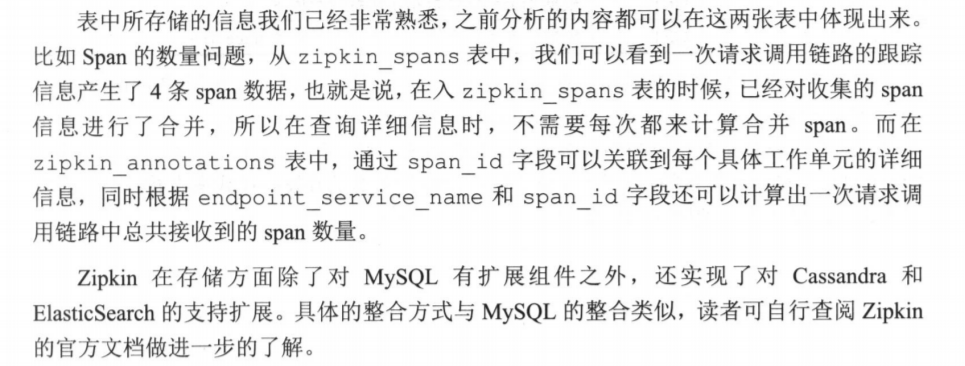 表中所存储的信息我们已经非常熟悉，之前分析的内容都可以在这两张表中体现出来。
比如 Span 的数量问题，从 zipkin_spans 表中，我们可以看到一次请求调用链路的跟踪
信息产生了 4 条 span 数据，也就是说，在入 zipkin_spans 表的时候，已经对收集的 span
信息进行了合并，所以在查询详细信息时，不需要每次都来计算合并 span。而在
zipkin_annotations 表中，通过 span_id 字段可以关联到每个具体工作单元的详细
信息，同时根据 endpoint_service_name 和 span_id 字段还可以计算出一次请求调
用链路中总共接收到的 span 数量。
Zipkin 在存储方面除了对 MySQL 有扩展组件之外，还实现了对 Cassandra 和
ElasticSearch 的支持扩展。具体的整合方式与 MySQL 的整合类似，读者可自行查阅 Zipkin
的官方文档做进一步的了解。